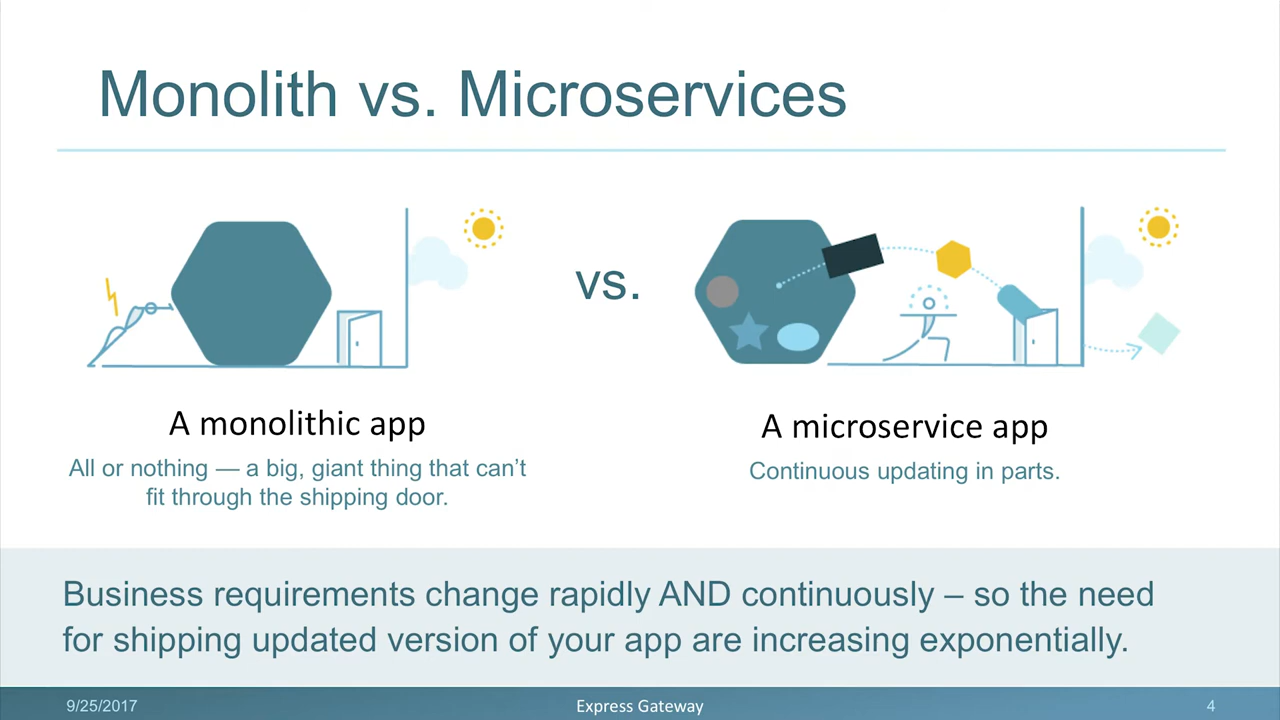 Monolith vs. Microservices
vs.
A monolithic app
All or nothing — a big, giant thing that can’t
fit through the shipping door.
A microservice app
Continuous updating in parts.
Business requirements change rapidly AND continuously – so the need
for shipping updated version of your app are increasing exponentially.
9/25/2017
Express Gateway
4